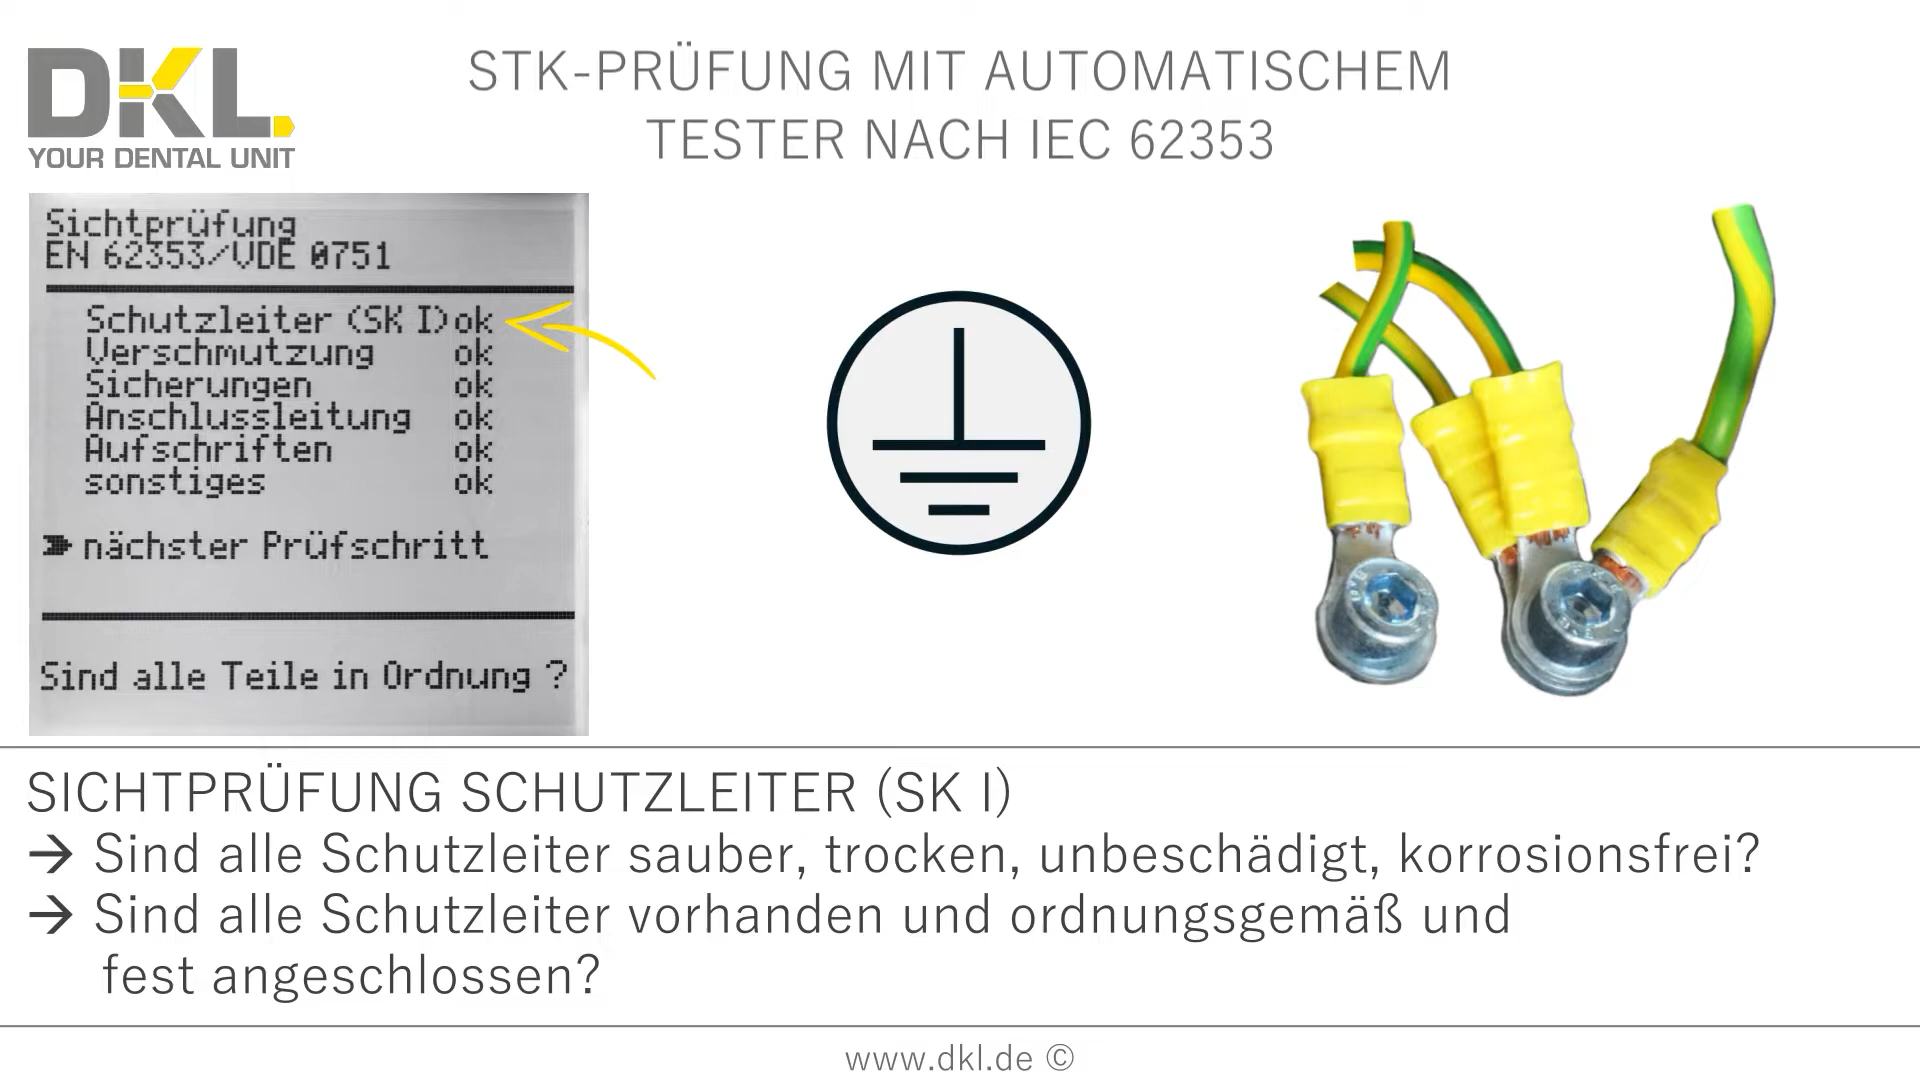 DKL.
YOUR DENTAL UNIT
STK-PRÜFUNG MIT AUTOMATISCHEM
TESTER NACH IEC 62353
Sichtprüfung
EN 62353/VDE 0751
Schutzleiter (SK I) ok
Verschmutzung ok
Sicherungen ok
Anschlussleitung ok
Aufschriften ok
sonstiges ok
nächster Prüfschritt
Sind alle Teile in Ordnung ?
SICHTPRÜFUNG SCHUTZLEITER (SK I)
→ Sind alle Schutzleiter sauber, trocken, unbeschädigt, korrosionsfrei?
→ Sind alle Schutzleiter vorhanden und ordnungsgemäß und
fest angeschlossen?
www.dkl.de ©